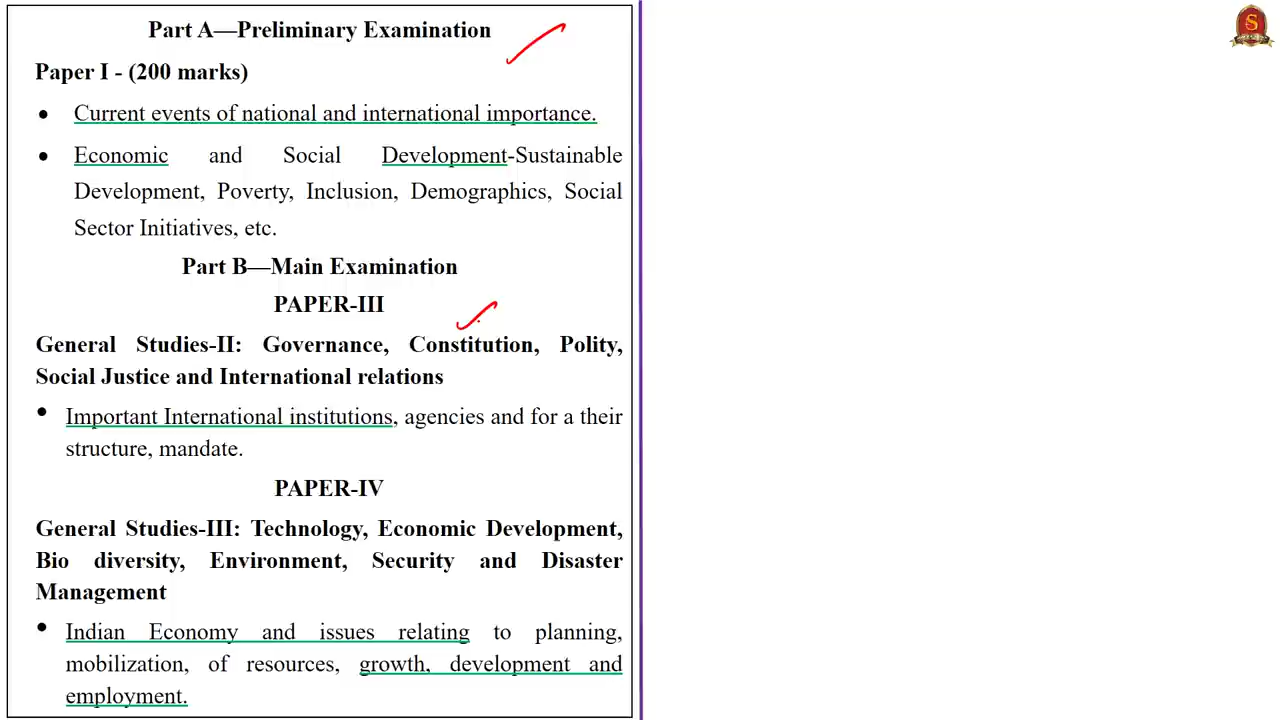 Part A—Preliminary Examination
Paper I - (200 marks)
• Current events of national and international importance.
• Economic and Social Development-Sustainable
Development, Poverty, Inclusion, Demographics, Social
Sector Initiatives, etc.
Part B—Main Examination
PAPER-III
General Studies-II: Governance, Constitution, Polity,
Social Justice and International relations
• Important International institutions, agencies and for a their
structure, mandate.
PAPER-IV
General Studies-III: Technology, Economic Development,
Bio diversity, Environment, Security and Disaster
Management
• Indian Economy and issues relating to planning,
mobilization, of resources, growth, development and
employment.
S